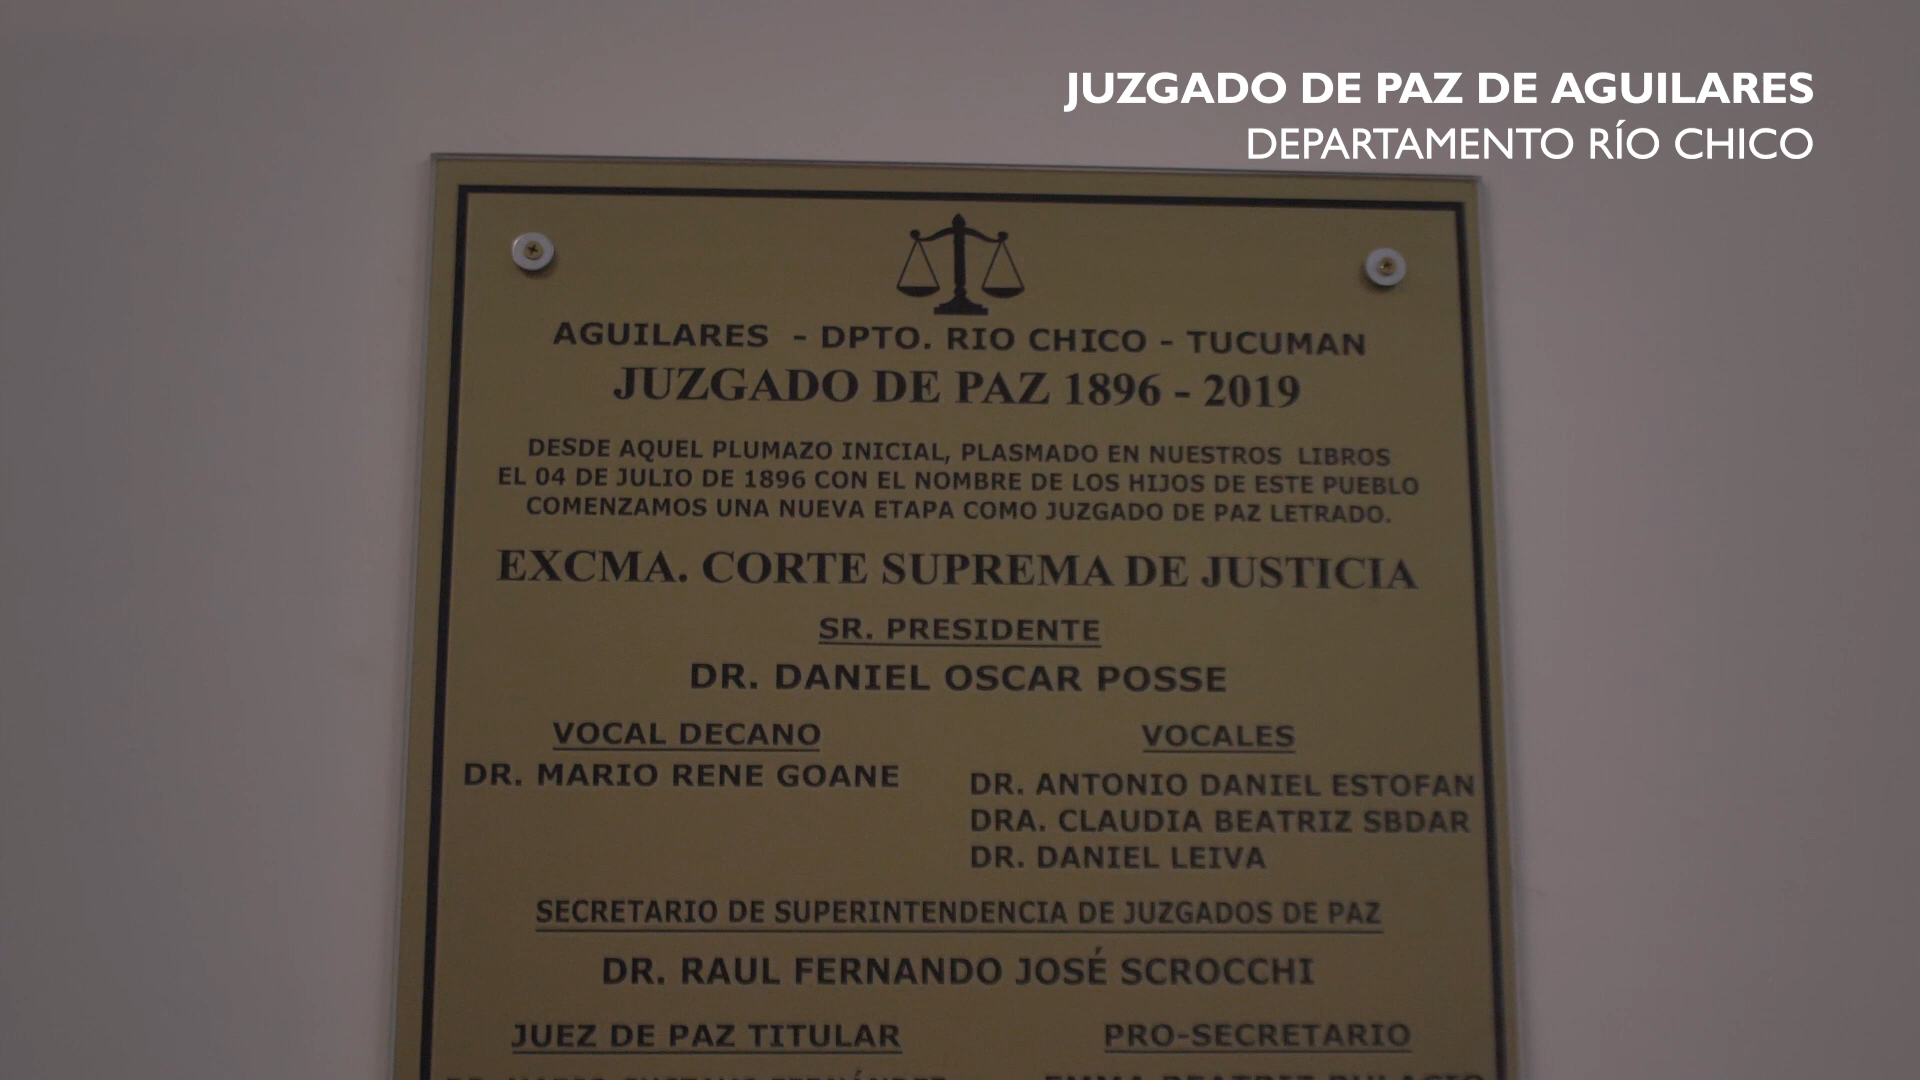 JUZGADO DE PAZ DE AGUILARES
DEPARTAMENTO RÍO CHICO
AGUILARES - DPTO. RIO CHICO - TUCUMAN
JUZGADO DE PAZ 1896 - 2019
DESDE AQUEL PLUMAZO INICIAL, PLASMADO EN NUESTROS LIBROS
EL 04 DE JULIO DE 1896 CON EL NOMBRE DE LOS HIJOS DE ESTE PUEBLO
COMENZAMOS UNA NUEVA ETAPA COMO JUZGADO DE PAZ LETRADO.
EXCMA. CORTE SUPREMA DE JUSTICIA
SR. PRESIDENTE
DR. DANIEL OSCAR POSSE
VOCAL DECANO
DR. MARIO RENE GOANE
VOCALES
DR. ANTONIO DANIEL ESTOFAN
DRA. CLAUDIA BEATRIZ SBDAR
DR. DANIEL LEIVA
SECRETARIO DE SUPERINTENDENCIA DE JUZGADOS DE PAZ
DR. RAUL FERNANDO JOSÉ SCROCCHI
JUEZ DE PAZ TITULAR
PRO-SECRETARIO